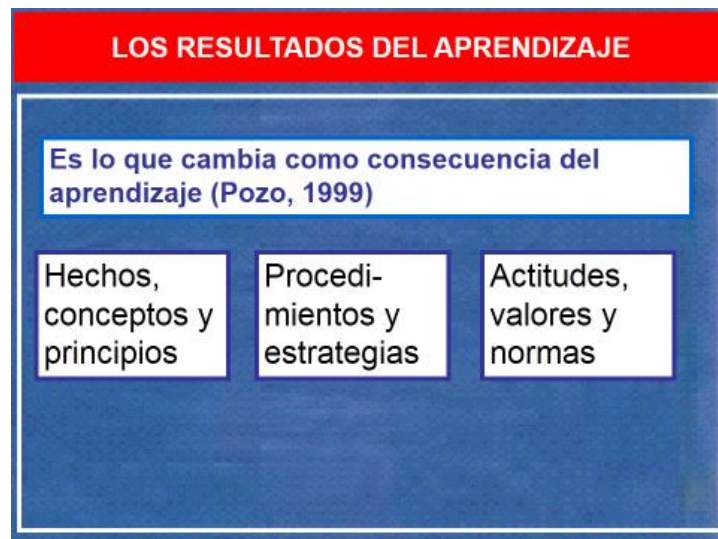 LOS RESULTADOS DEL APRENDIZAJE
Es lo que cambia como consecuencia del
aprendizaje (Pozo, 1999)
Hechos,
conceptos y
principios
Procedi-
mientos y
estrategias
Actitudes,
valores y
normas